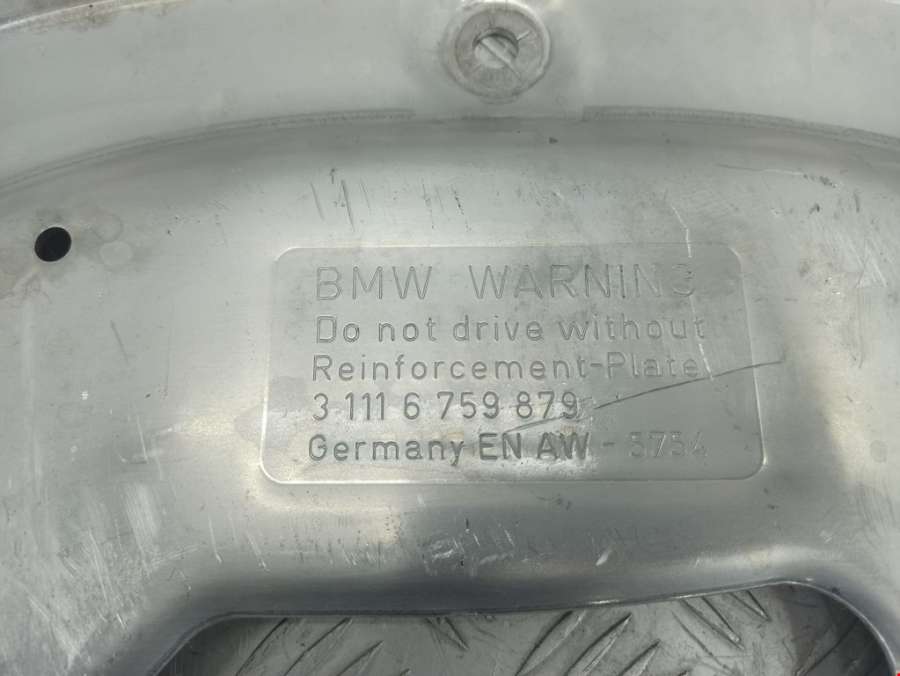 BMW WARNING
Do not drive without
Reinforcement-Plate
3 111 6 759 879
Germany EN AW - 5754